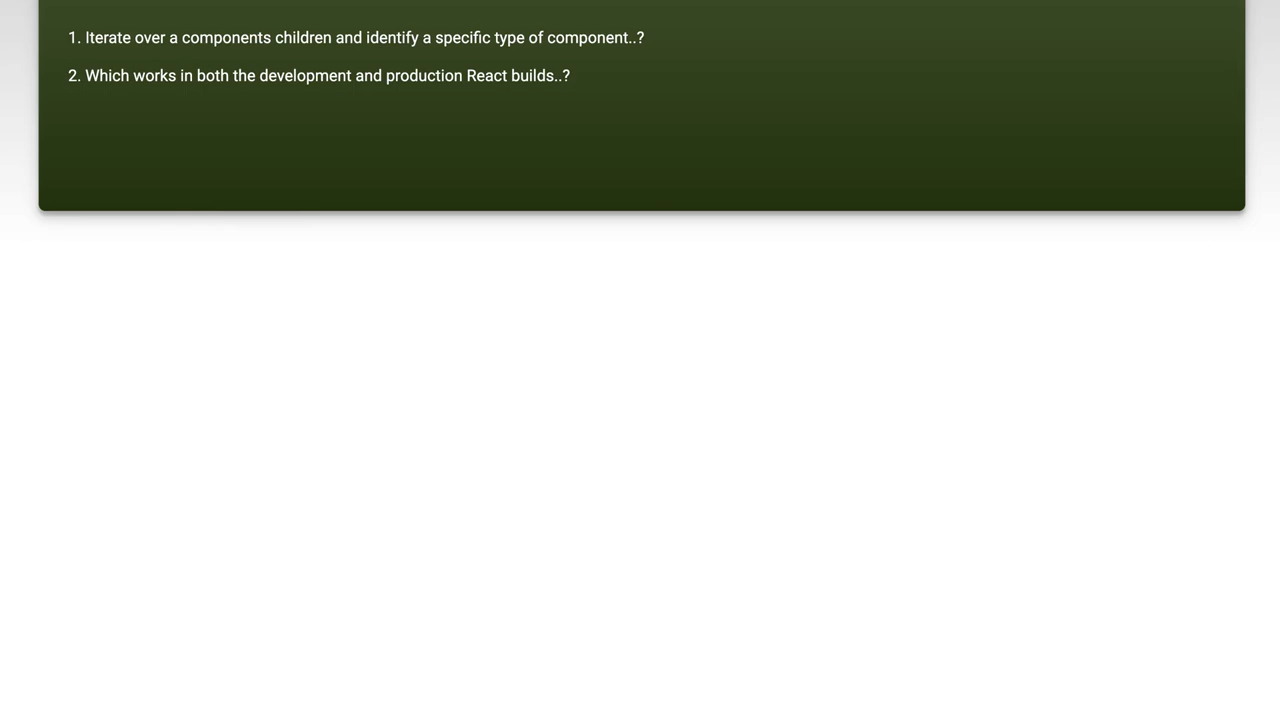 1. Iterate over a components children and identify a specific type of component..?
2. Which works in both the development and production React builds..?